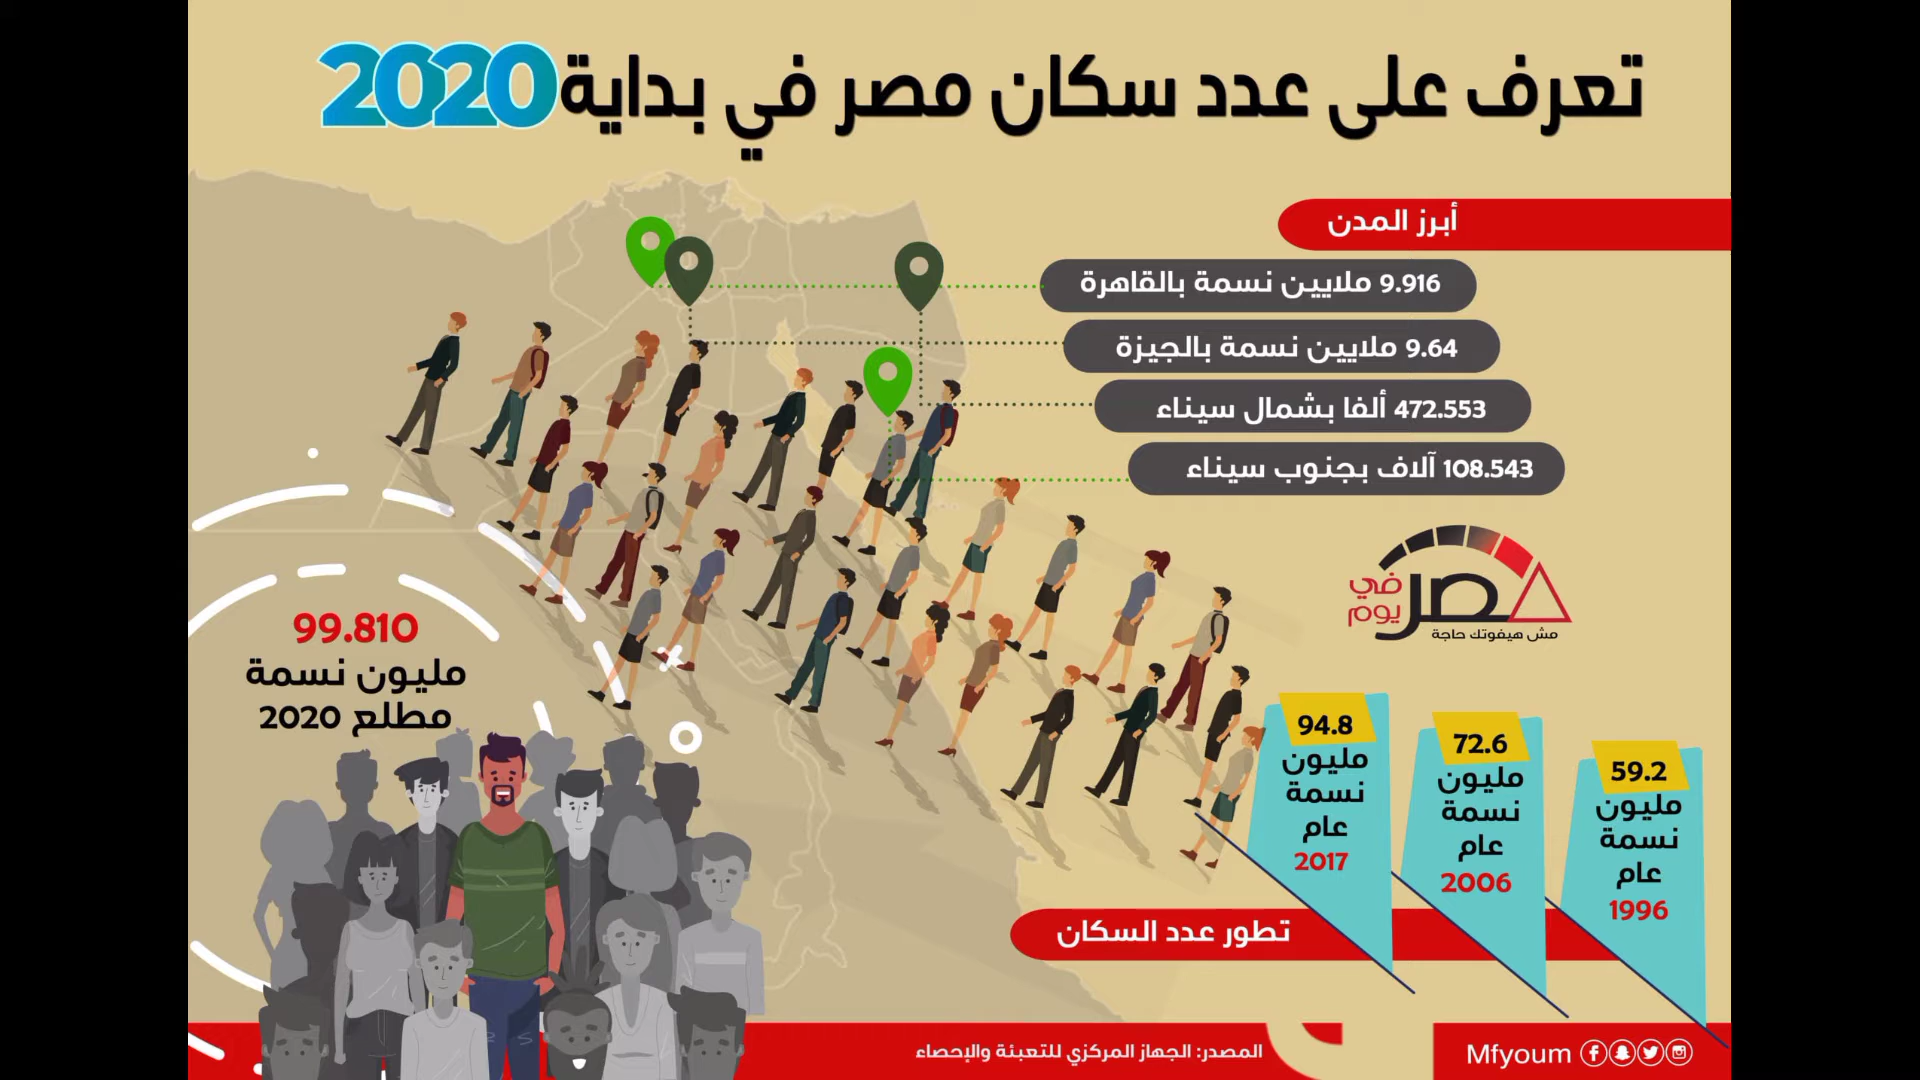 تعرف على عدد سكان مصر في بداية 2020
أبرز المدن
9.916 ملايين نسمة بالقاهرة
9.64 ملايين نسمة بالجيزة
472.553 ألفا بشمال سيناء
108.543 آلاف بجنوب سيناء
مصر
في
يوم
مش هيفوتك حاجة
99.810
مليون نسمة
مطلع 2020
94.8
مليون
نسمة
عام
2017
72.6
مليون
نسمة
عام
2006
59.2
مليون
نسمة
عام
1996
تطور عدد السكان
المصدر: الجهاز المركزي للتعبئة والإحصاء
Mfyoum